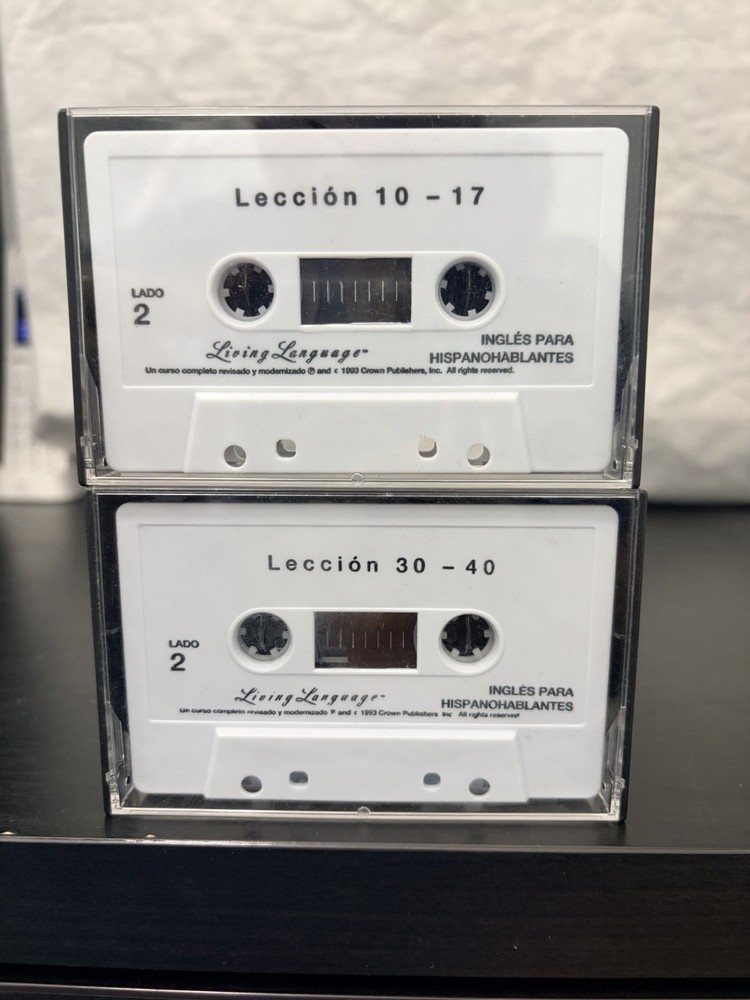 Lección 10 – 17
LADO
2
Living Language™
INGLÉS PARA
HISPANOHABLANTES
Un curso completo revisado y modernizado ℗ and c 1993 Crown Publishers, Inc. All rights reserved.
Lección 30 – 40
LADO
2
Living Language™
INGLÉS PARA
HISPANOHABLANTES
Un curso completo revisado y modernizado P and c 1993 Crown Publishers Inc All rights reserved